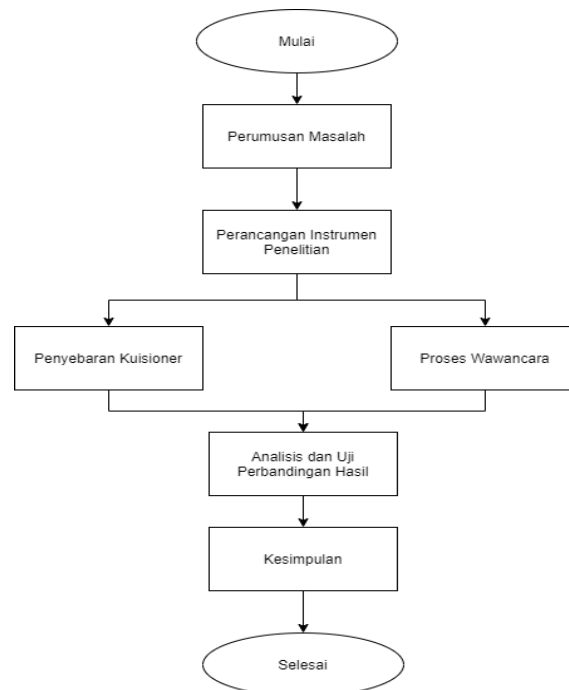 Mulai
Perumusan Masalah
Perancangan Instrumen
Penelitian
Penyebaran Kuisioner
Proses Wawancara
Analisis dan Uji
Perbandingan Hasil
Kesimpulan
Selesai